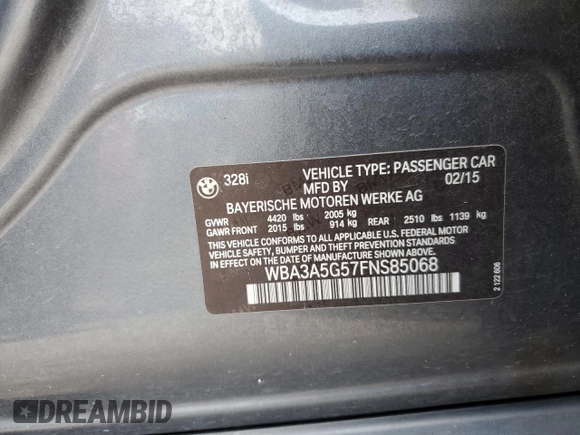 328i VEHICLE TYPE: PASSENGER CAR
MFD BY 02/15
BAYERISCHE MOTOREN WERKE AG
GVWR 4420 lbs 2005 kg
GAWR FRONT 2015 lbs 914 kg REAR 2510 lbs 1139 kg
THIS VEHICLE CONFORMS TO ALL APPLICABLE U.S. FEDERAL MOTOR
VEHICLE SAFETY, BUMPER, AND THEFT PREVENTION STANDARDS
IN EFFECT ON THE DATE OF MANUFACTURE SHOWN ABOVE.
WBA3A5G57FNS85068
2 122 606
DREAMBID